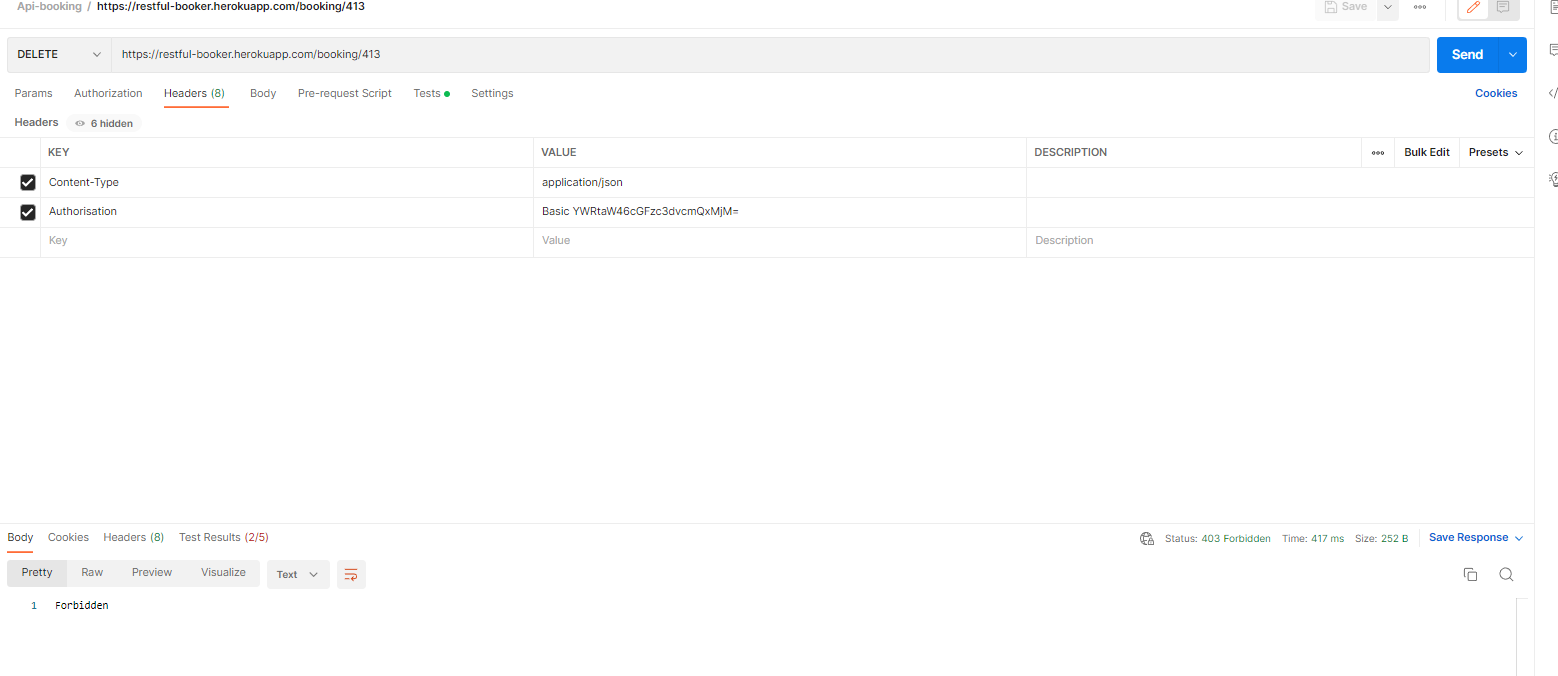 Api-booking / https://restful-booker.herokuapp.com/booking/413
Save
DELETE https://restful-booker.herokuapp.com/booking/413 Send
Params Authorization Headers (8) Body Pre-request Script Tests Settings Cookies
Headers 6 hidden
KEY VALUE DESCRIPTION Bulk Edit Presets
Content-Type application/json
Authorisation Basic YWRtaW46cGFzc3dvcmQxMjM=
Key Value Description
Body Cookies Headers (8) Test Results (2/5) Status: 403 Forbidden Time: 417 ms Size: 252 B Save Response
Pretty Raw Preview Visualize Text
1 Forbidden